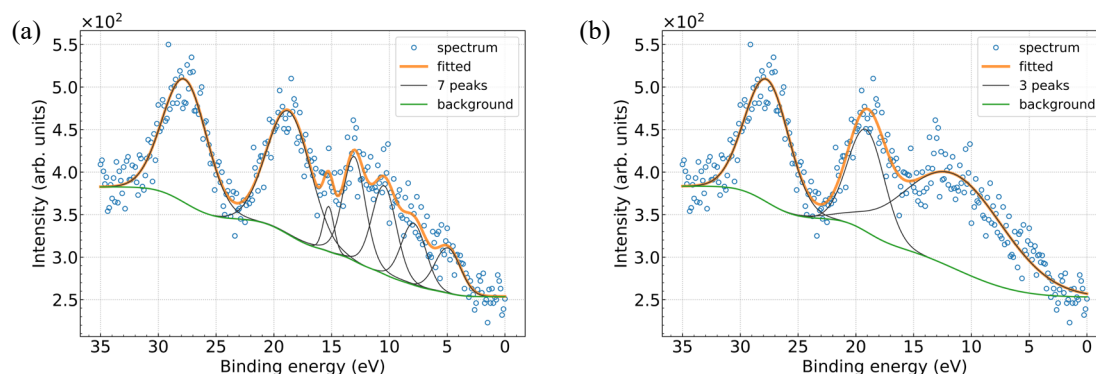 (a)
×10²
5.5
5.0
4.5
4.0
3.5
3.0
2.5
Intensity (arb. units)
spectrum
fitted
7 peaks
background
35 30 25 20 15 10 5 0
Binding energy (eV)
(b)
×10²
5.5
5.0
4.5
4.0
3.5
3.0
2.5
Intensity (arb. units)
spectrum
fitted
3 peaks
background
35 30 25 20 15 10 5 0
Binding energy (eV)